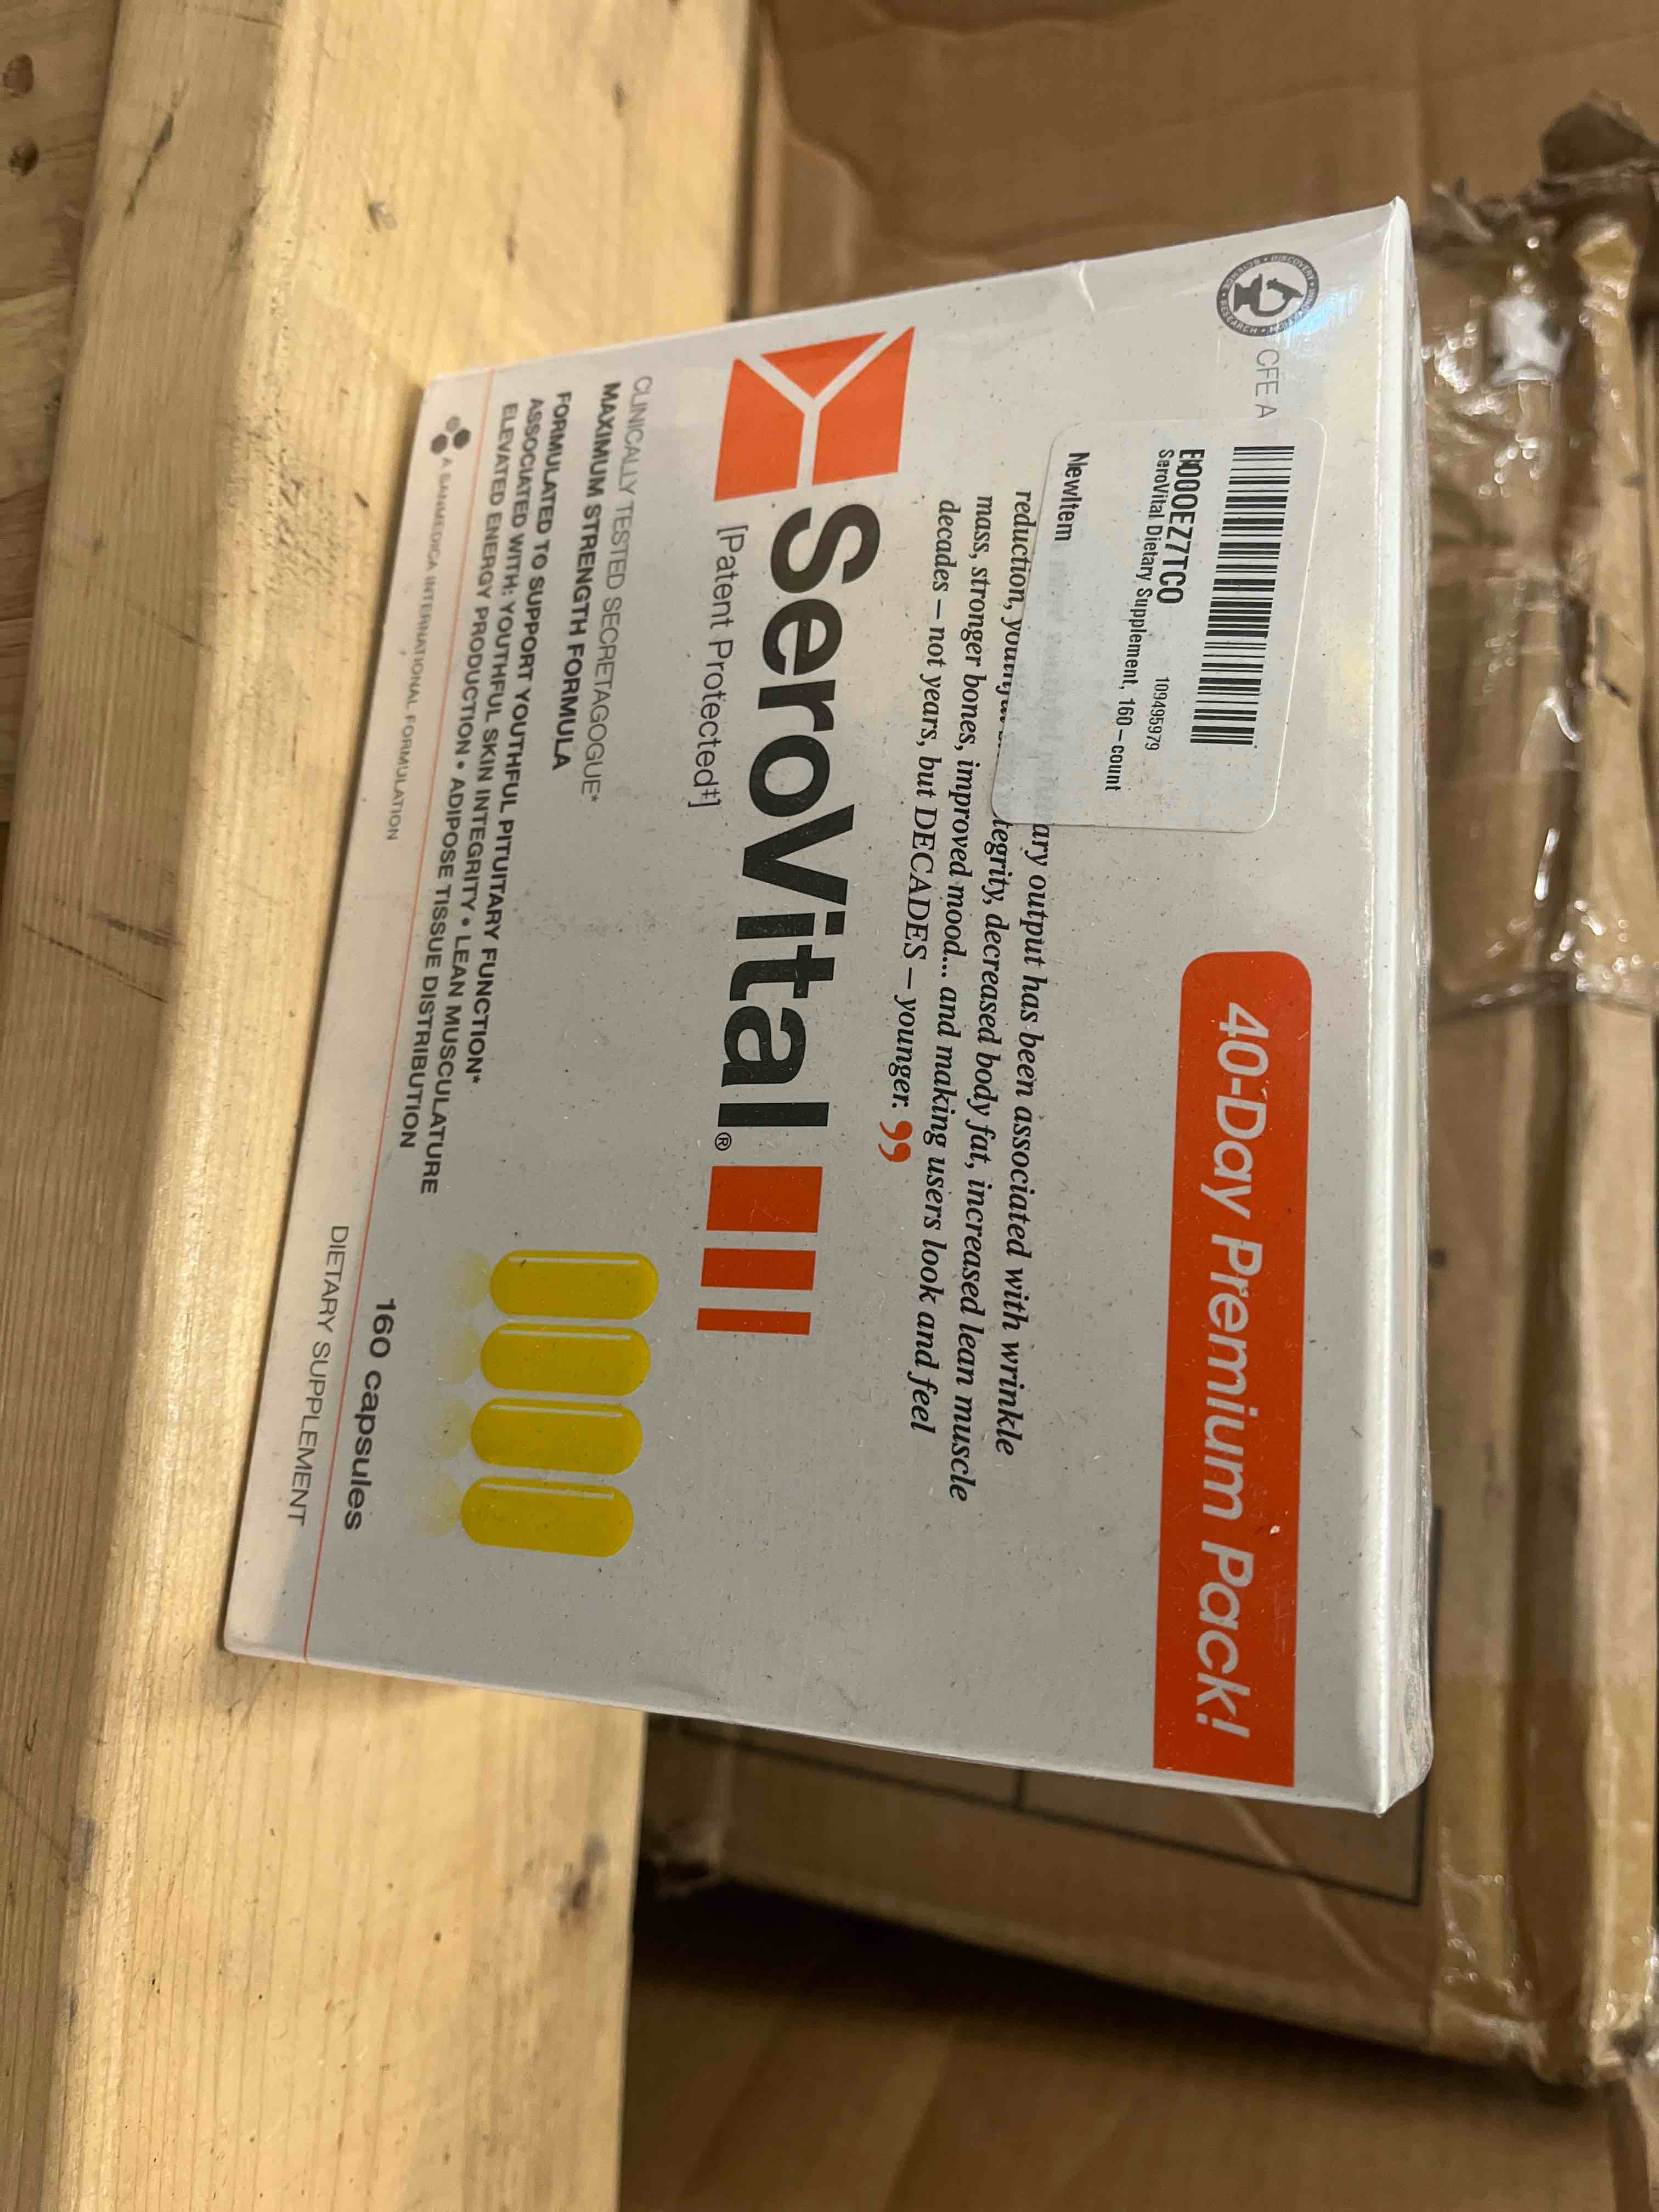 40-Day Premium Pack!
CFE A
EK000EZ7TCO 109495979
SeroVital Dietary Supplement, 160-count
NewItem
ary output has been associated with wrinkle
reduction, tegrity, decreased body fat, increased lean muscle
mass, stronger bones, improved mood... and making users look and feel
decades – not years, but DECADES – younger. ”
SeroVital®
[Patent Protected‡]
CLINICALLY TESTED SECRETAGOGUE*
MAXIMUM STRENGTH FORMULA
FORMULATED TO SUPPORT YOUTHFUL PITUITARY FUNCTION*
ASSOCIATED WITH: YOUTHFUL SKIN INTEGRITY • LEAN MUSCULATURE
ELEVATED ENERGY PRODUCTION • ADIPOSE TISSUE DISTRIBUTION
160 capsules
A SANMEDICA INTERNATIONAL FORMULATION
DIETARY SUPPLEMENT